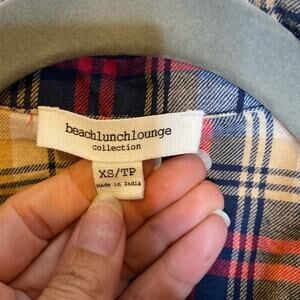 beachlunchlounge
collection
XS/TP
Made in India